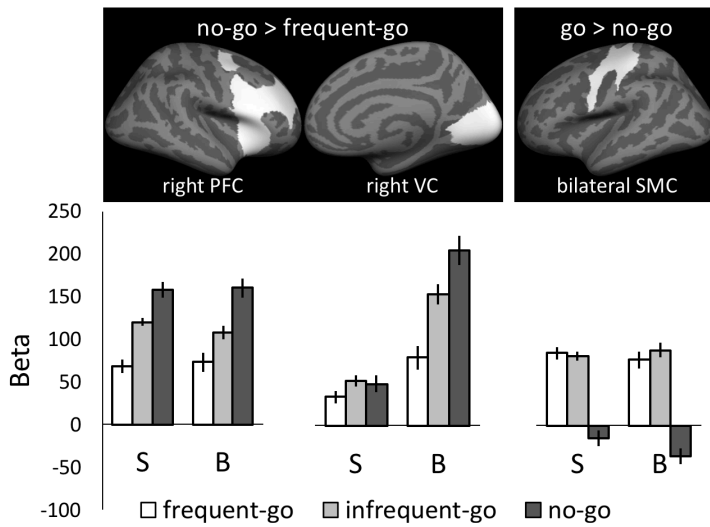 no-go > frequent-go
go > no-go
right PFC
right VC
bilateral SMC
250
200
150
100
50
0
-50
-100
Beta
S
B
S
B
S
B
frequent-go
infrequent-go
no-go